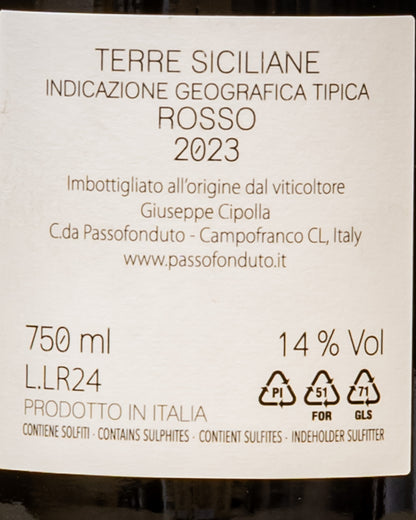 TERRE SICILIANE
INDICAZIONE GEOGRAFICA TIPICA
ROSSO
2023
Imbottigliato all'origine dal viticoltore
Giuseppe Cipolla
C.da Passofonduto - Campofranco CL, Italy
www.passofonduto.it
750 ml 14 % Vol
L.LR24
PI 51 71
FOR GLS
PRODOTTO IN ITALIA
CONTIENE SOLFITI - CONTAINS SULPHITES - CONTIENT SULFITES - INDEHOLDER SULFITTER